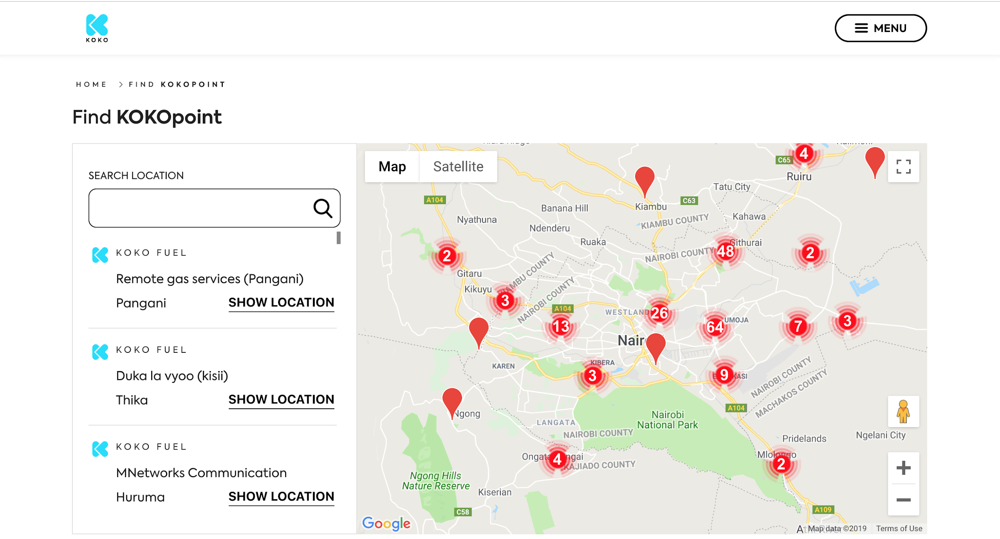 KOKO
MENU
HOME > FIND KOKOPOINT
Find KOKOpoint
SEARCH LOCATION
KOKO FUEL
Remote gas services (Pangani)
Pangani
SHOW LOCATION
KOKO FUEL
Duka la vyoo (kisii)
Thika
SHOW LOCATION
KOKO FUEL
MNetworks Communication
Huruma
SHOW LOCATION
Map
Satellite
4
C65
Ruiru
Tatu City
A104
C63
Kiambu
Banana Hill
Nyathuna
KIAMBU COUNTY
Kahawa
Ndenderu
Ruaka
Githurai
48
2
2
NAIROBI COUNTY
Gitaru
KIAMBU COUNTY
Kikuyu
NAIROBI COUNTY
3
A104
WESTLAND
26
13
64
UMOJA
7
3
Nair
KAREN
KIBERA
3
9
KASI
NAIROBI COUNTY
MACHAKOS COUNTY
Ngong
A104
Nairobi
National Park
LANGATA
NAIROBI COUNTY
Pridelands
Ngelani City
Ongata
ngai
4
KAJIADO COUNTY
Mlolongo
2
Ngong Hills
Nature Reserve
Kiserian
C58
A109
Google
Map data ©2019
Terms of Use